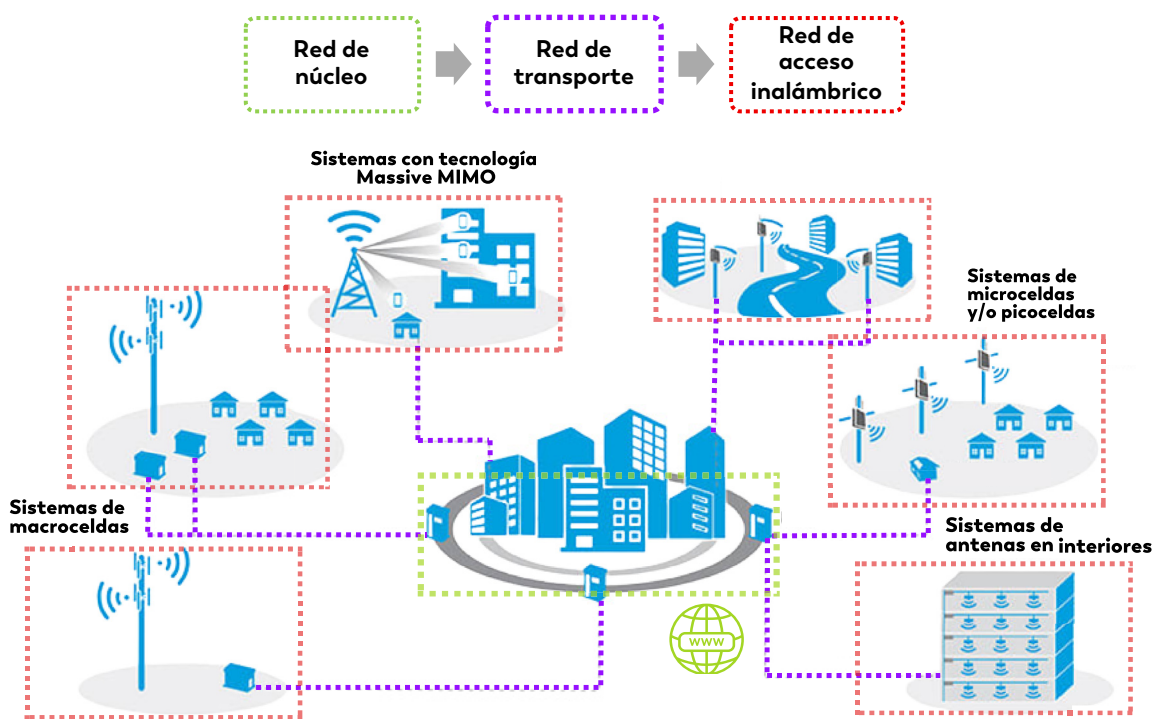 Red de
núcleo
Red de
transporte
Red de
acceso
inalámbrico
Sistemas con tecnología
Massive MIMO
Sistemas de
microceldas
y/o picoceldas
Sistemas de
macroceldas
Sistemas de
antenas en interiores
www